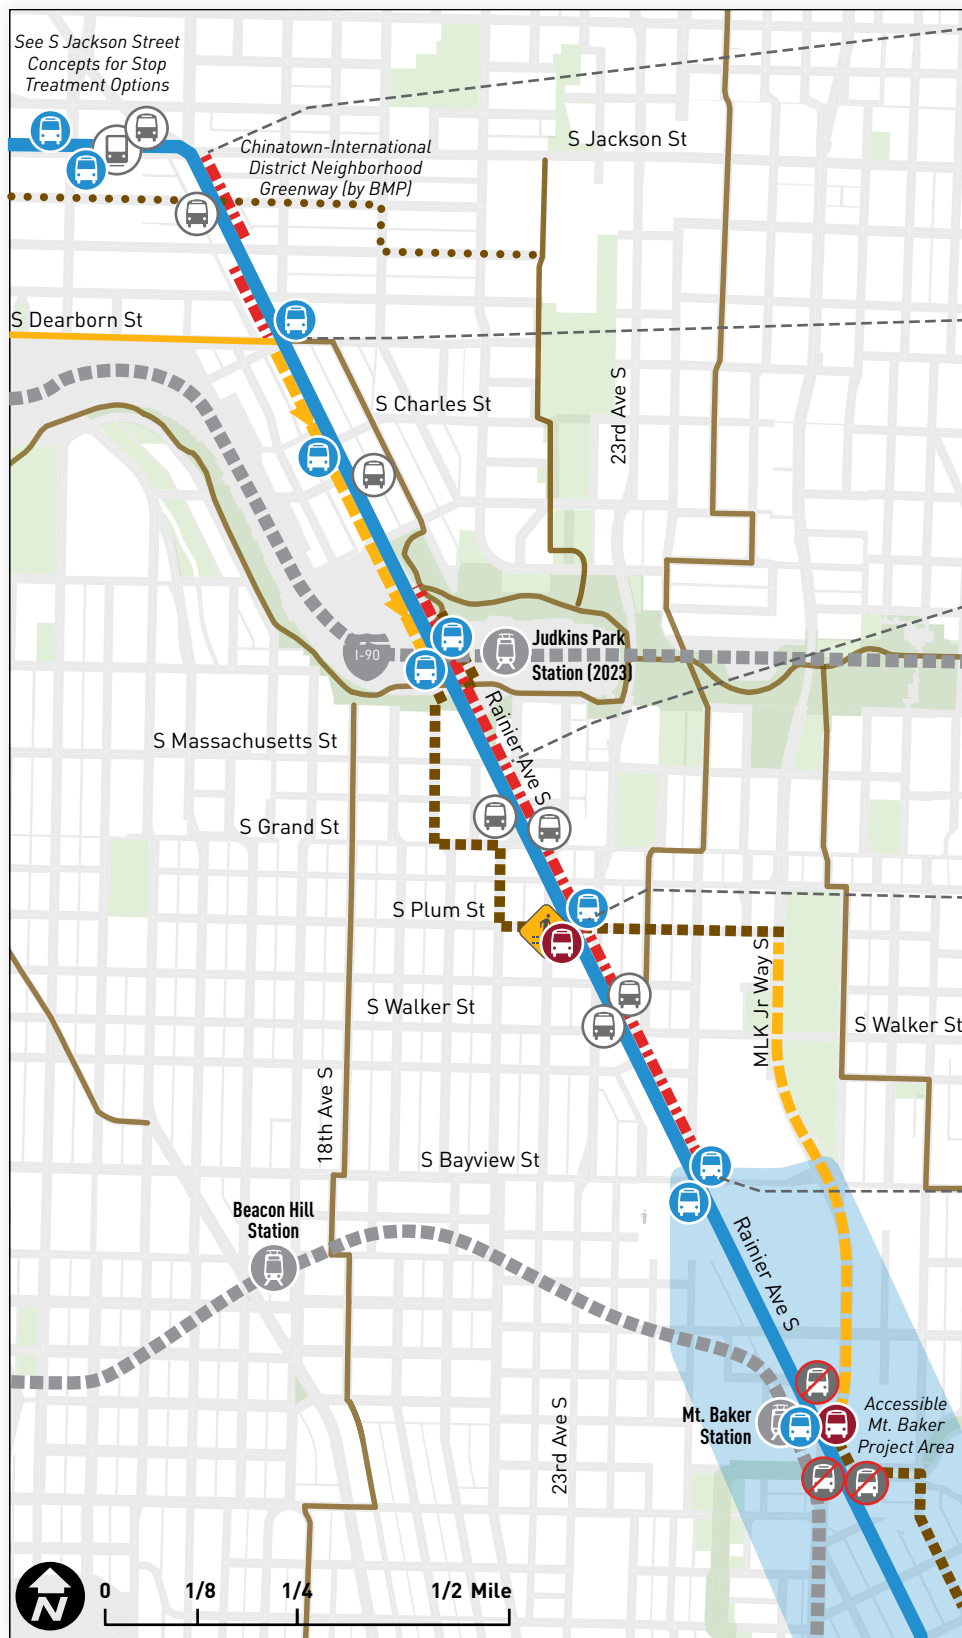 See S Jackson Street
Concepts for Stop
Treatment Options
S Jackson St
Chinatown-International
District Neighborhood
Greenway (by BMP)
S Dearborn St
S Charles St
23rd Ave S
I-90
Judkins Park
Station (2023)
Rainier Ave S
S Massachusetts St
S Grand St
S Plum St
MLK Jr Way S
S Walker St
S Walker St
18th Ave S
S Bayview St
Beacon Hill
Station
Rainier Ave S
23rd Ave S
Mt. Baker
Station
Accessible
Mt. Baker
Project Area
N
0 1/8 1/4 1/2 Mile